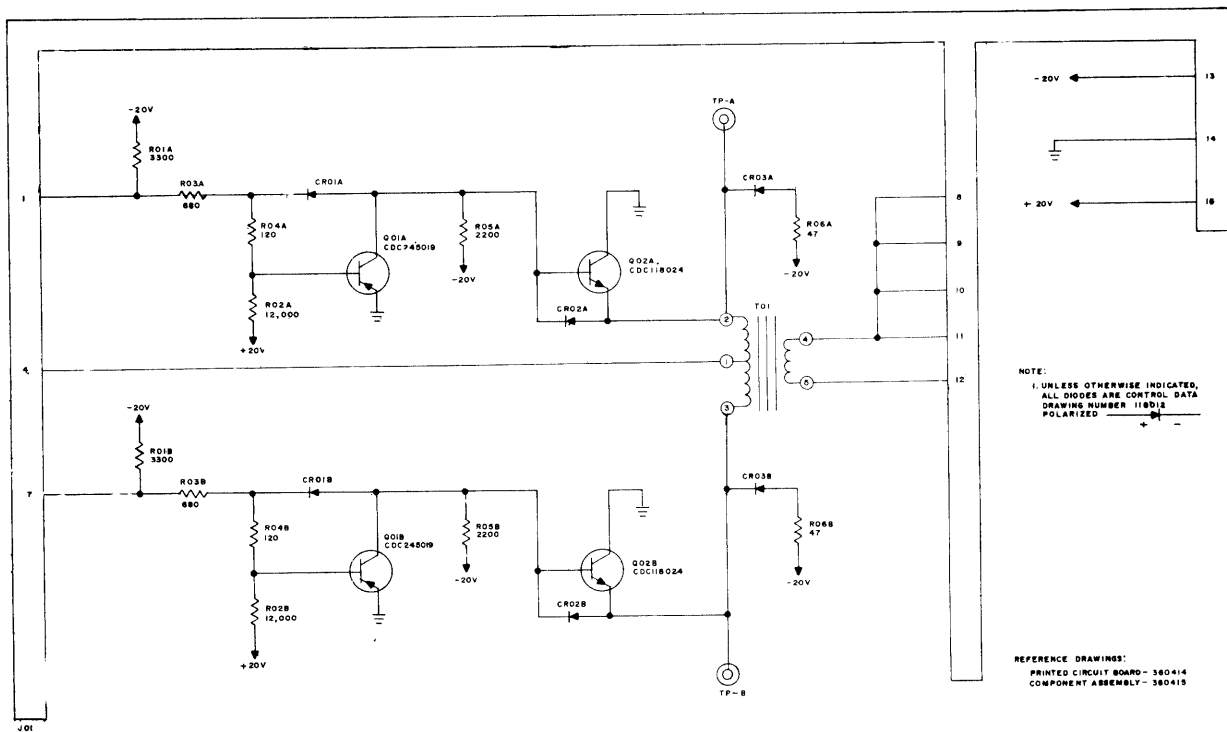 -20V
R01A
3300
R03A
680
R04A
120
R02A
12,000
+20V
CR01A
Q01A
CDC245019
R05A
2200
-20V
Q02A
CDC118024
CR02A
TP-A
CR03A
R06A
47
-20V
T01
1
4
7
2
1
3
4
5
8
9
10
11
12
-20V
13
14
+20V
15
NOTE:
1. UNLESS OTHERWISE INDICATED,
ALL DIODES ARE CONTROL DATA
DRAWING NUMBER 118012
POLARIZED
+ -
-20V
R01B
3300
R03B
680
R04B
120
R02B
12,000
+20V
CR01B
Q01B
CDC245019
R05B
2200
-20V
Q02B
CDC118024
CR02B
CR03B
R06B
47
-20V
TP-B
REFERENCE DRAWINGS:
PRINTED CIRCUIT BOARD- 360414
COMPONENT ASSEMBLY- 360415
J01